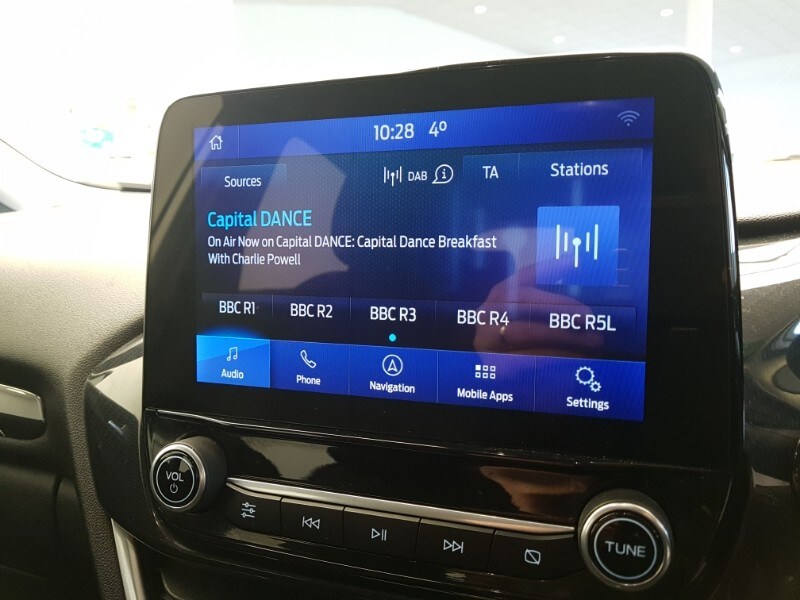 10:28 4°
Sources DAB TA Stations
Capital DANCE
On Air Now on Capital DANCE: Capital Dance Breakfast
With Charlie Powell
BBC R1 BBC R2 BBC R3 BBC R4 BBC R5L
Audio Phone Navigation Mobile Apps Settings
VOL
TUNE